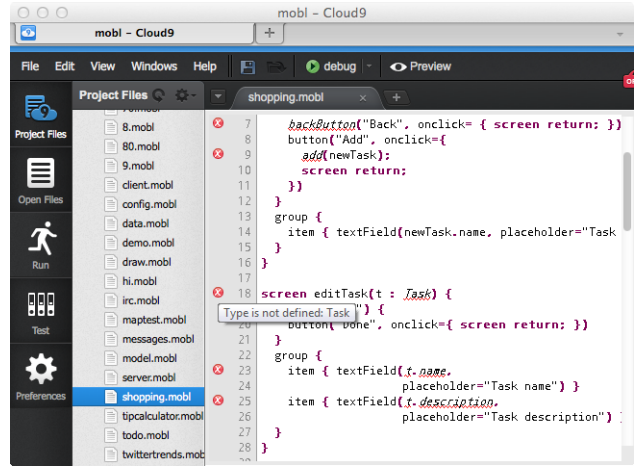 mobl – Cloud9
mobl – Cloud9
File Edit View Windows Help debug Preview
Project Files
shopping.mobl
Project Files
Open Files
Run
Test
Preferences
8.mobl
80.mobl
9.mobl
client.mobl
config.mobl
data.mobl
demo.mobl
draw.mobl
hi.mobl
irc.mobl
maptest.mobl
messages.mobl
model.mobl
server.mobl
shopping.mobl
tipcalculator.mobl
todo.mobl
twittertrends.mob
7 backButton("Back", onclick= { screen return; })
8 button("Add", onclick={
9 add(newTask);
10 screen return;
11 })
12 }
13 group {
14 item { textField(newTask.name, placeholder="Task
15 }
16 }
17
18 screen editTask(t : Task) {
Type is not defined: Task ") {
20 button("Done", onclick={ screen return; })
21 }
22 group {
23 item { textField(t.name,
24 placeholder="Task name") }
25 item { textField(t.description,
26 placeholder="Task description")
27 }
28 }